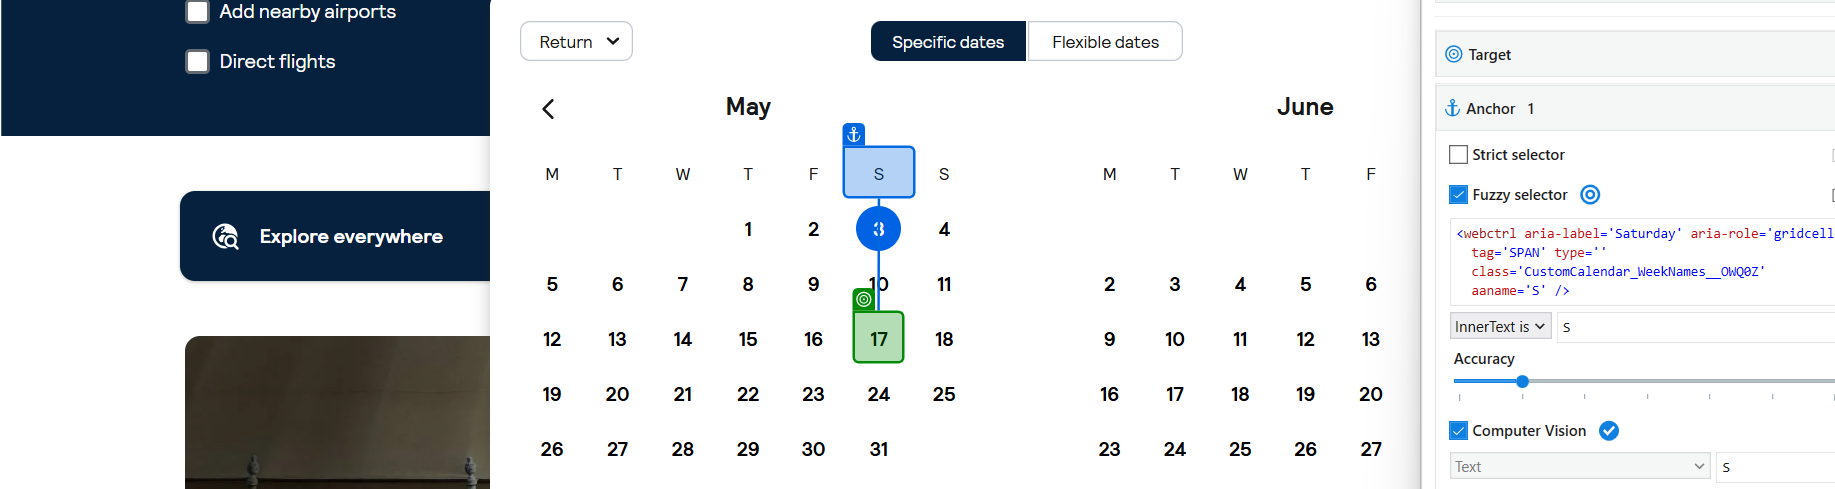 Add nearby airports
Direct flights
Explore everywhere
Return
Specific dates
Flexible dates
May
M T W T F S S
1 2 3 4
5 6 7 8 9 10 11
12 13 14 15 16 17 18
19 20 21 22 23 24 25
26 27 28 29 30 31
June
M T W T F
2 3 4 5 6
9 10 11 12 13
16 17 18 19 20
23 24 25 26 27
Target
Anchor 1
Strict selector
Fuzzy selector
<webctrl aria-label='Saturday' aria-role='gridcell
tag='SPAN' type=''
class='CustomCalendar_WeekNames__OWQ0Z'
aaname='S' />
InnerText is
S
Accuracy
Computer Vision
Text
S